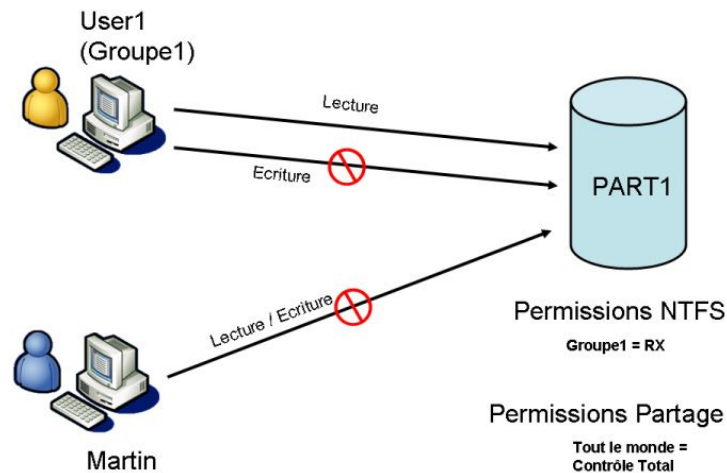 User1
(Groupe1)
Lecture
Ecriture
PART1
Lecture / Ecriture
Martin
Permissions NTFS
Groupe1 = RX
Permissions Partage
Tout le monde =
Contrôle Total